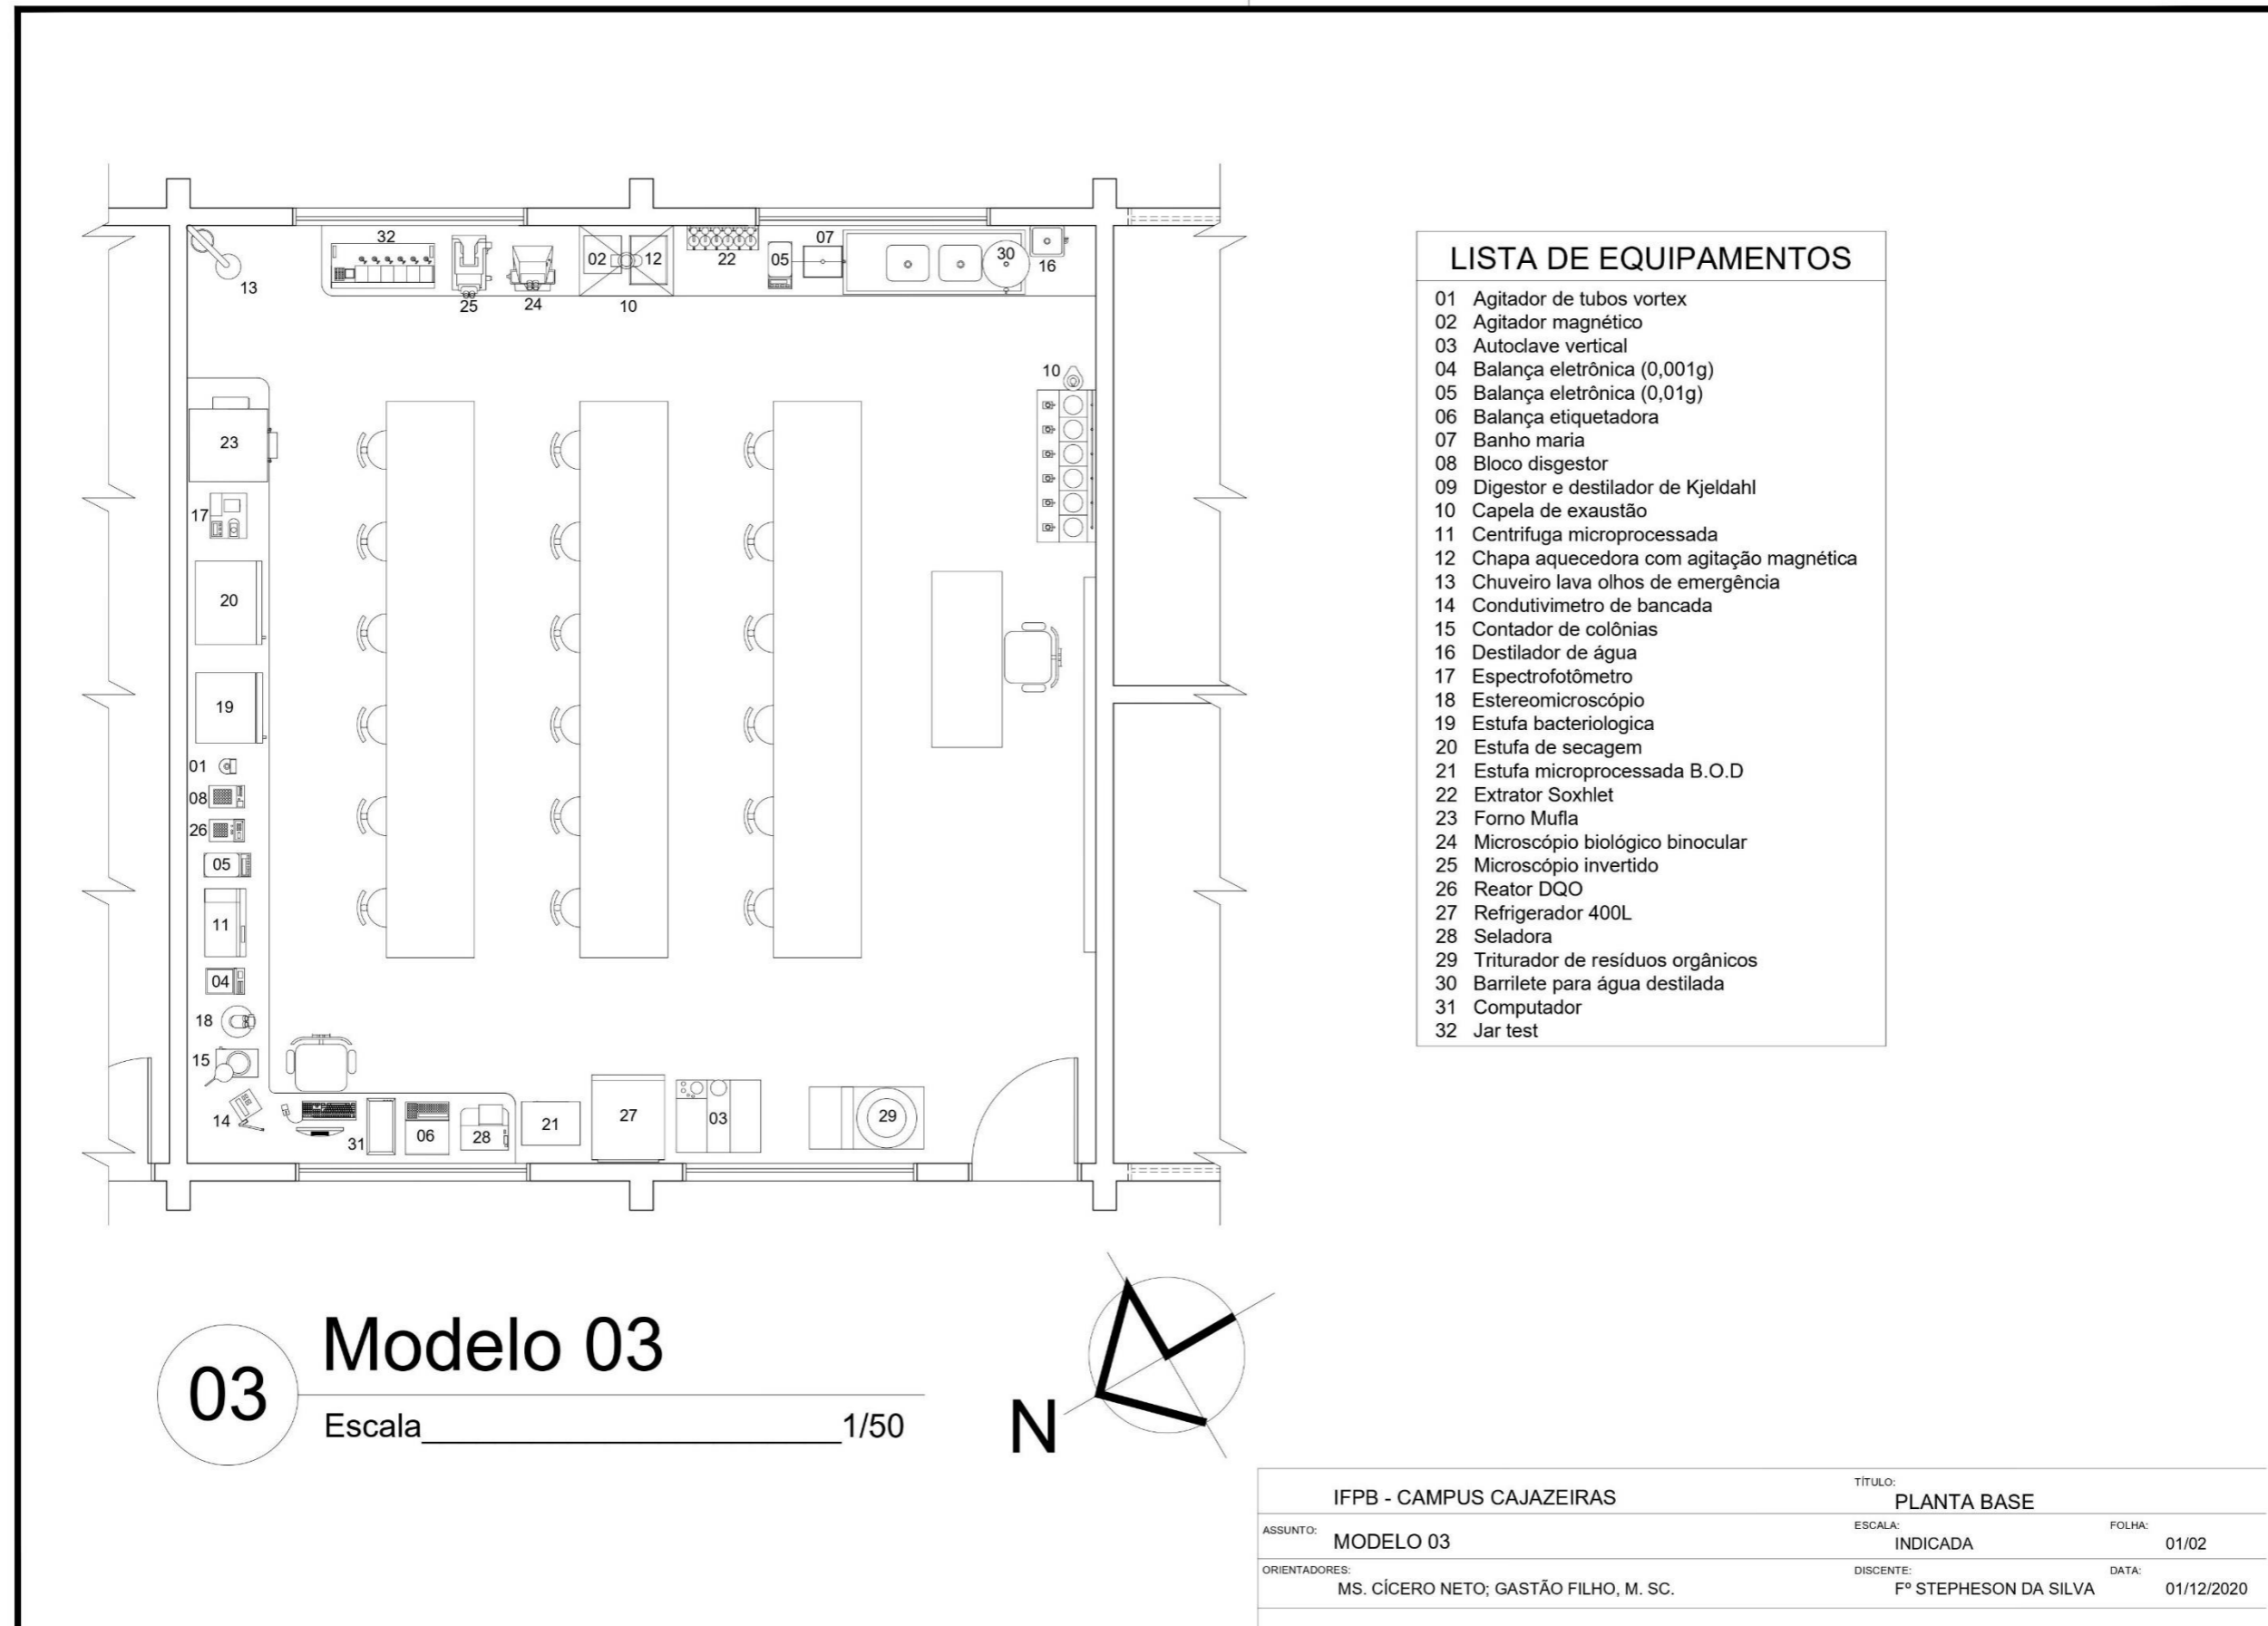 32
25
24
02
12
10
22
05
07
30
16
13
10
23
17
20
19
01
08
26
05
11
04
18
15
14
31
06
28
21
27
03
29
LISTA DE EQUIPAMENTOS
01 Agitador de tubos vortex
02 Agitador magnético
03 Autoclave vertical
04 Balança eletrônica (0,001g)
05 Balança eletrônica (0,01g)
06 Balança etiquetadora
07 Banho maria
08 Bloco disgestor
09 Digestor e destilador de Kjeldahl
10 Capela de exaustão
11 Centrifuga microprocessada
12 Chapa aquecedora com agitação magnética
13 Chuveiro lava olhos de emergência
14 Condutivimetro de bancada
15 Contador de colônias
16 Destilador de água
17 Espectrofotômetro
18 Estereomicroscópio
19 Estufa bacteriologica
20 Estufa de secagem
21 Estufa microprocessada B.O.D
22 Extrator Soxhlet
23 Forno Mufla
24 Microscópio biológico binocular
25 Microscópio invertido
26 Reator DQO
27 Refrigerador 400L
28 Seladora
29 Triturador de resíduos orgânicos
30 Barrilete para água destilada
31 Computador
32 Jar test
03
Modelo 03
Escala 1/50
N
IFPB - CAMPUS CAJAZEIRAS
TÍTULO:
PLANTA BASE
ASSUNTO:
MODELO 03
ESCALA:
INDICADA
FOLHA:
01/02
ORIENTADORES:
MS. CÍCERO NETO; GASTÃO FILHO, M. SC.
DISCENTE:
Fº STEPHESON DA SILVA
DATA:
01/12/2020